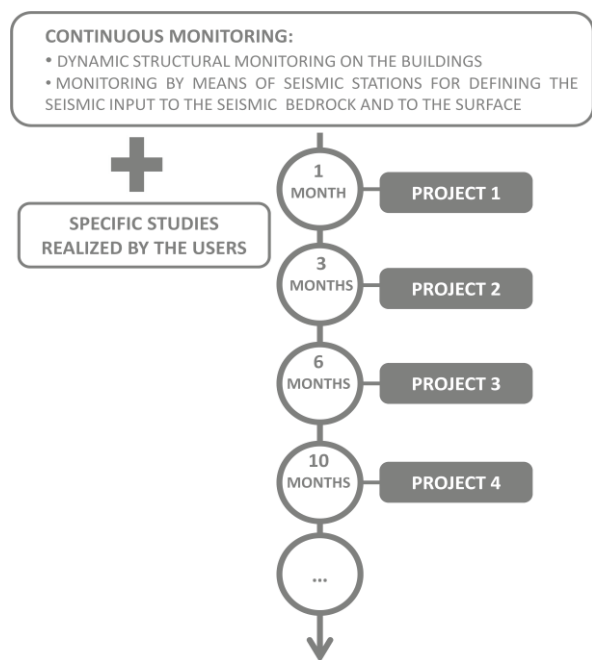 CONTINUOUS MONITORING:
• DYNAMIC STRUCTURAL MONITORING ON THE BUILDINGS
• MONITORING BY MEANS OF SEISMIC STATIONS FOR DEFINING THE
SEISMIC INPUT TO THE SEISMIC BEDROCK AND TO THE SURFACE
1
MONTH
PROJECT 1
SPECIFIC STUDIES
REALIZED BY THE USERS
3
MONTHS
PROJECT 2
6
MONTHS
PROJECT 3
10
MONTHS
PROJECT 4
...